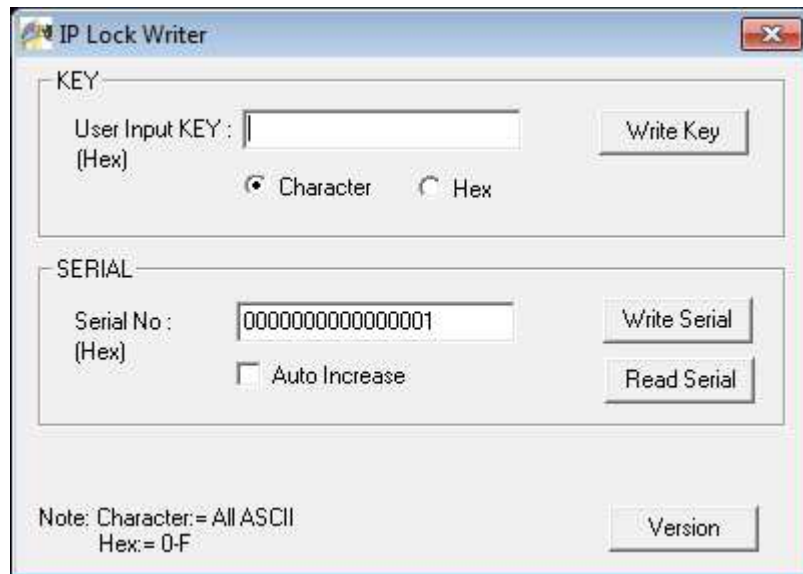 IP Lock Writer
KEY
User Input KEY :
(Hex)
Write Key
Character
Hex
SERIAL
Serial No :
(Hex)
0000000000000001
Write Serial
Auto Increase
Read Serial
Note: Character:= All ASCII
Hex:= 0-F
Version